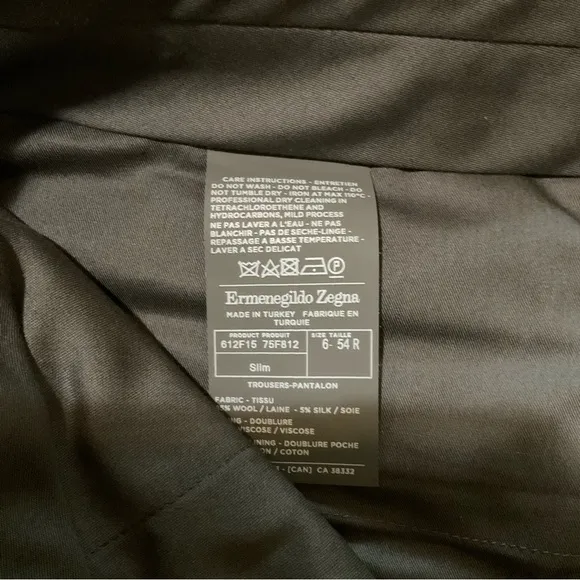 CARE INSTRUCTIONS - ENTRETIEN
DO NOT WASH - DO NOT BLEACH - DO
NOT TUMBLE DRY - IRON AT MAX 110°C -
PROFESSIONAL DRY CLEANING IN
TETRACHLOROETHENE AND
HYDROCARBONS, MILD PROCESS
NE PAS LAVER A L'EAU - NE PAS
BLANCHIR - PAS DE SECHE-LINGE -
REPASSAGE A BASSE TEMPERATURE -
LAVER A SEC DELICAT
P
Ermenegildo Zegna
MADE IN TURKEY FABRIQUE EN
TURQUIE
PRODUCT PRODUIT SIZE TAILLE
612F15 75F812 6- 54 R
Slim
TROUSERS-PANTALON
FABRIC - TISSU
5% WOOL / LAINE - 5% SILK / SOIE
- DOUBLURE
VISCOSE / VISCOSE
- DOUBLURE POCHE
/ COTON
- [CAN] CA 38332